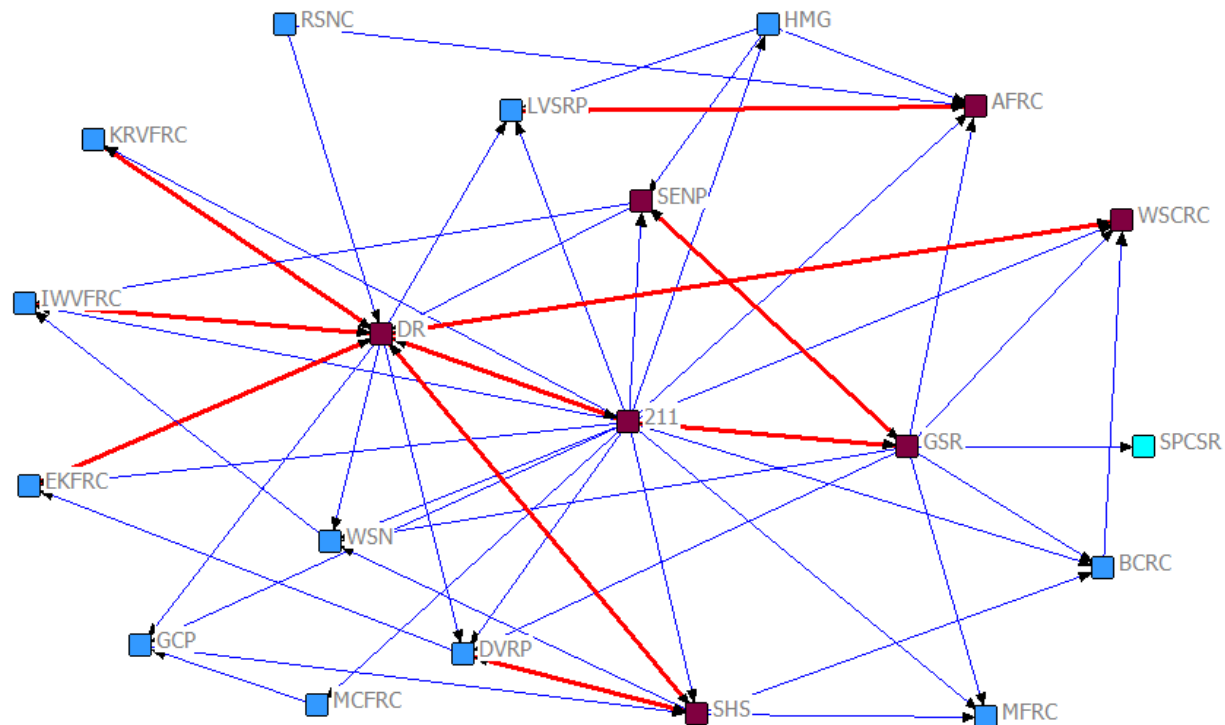 RSNC
HMG
AFRC
LVSRP
KRVFRC
SENP
WSCRC
IWVFRC
DR
211
GSR
SPCSR
EKFRC
WSN
BCRC
GCP
DVRP
MCFRC
SHS
MFRC